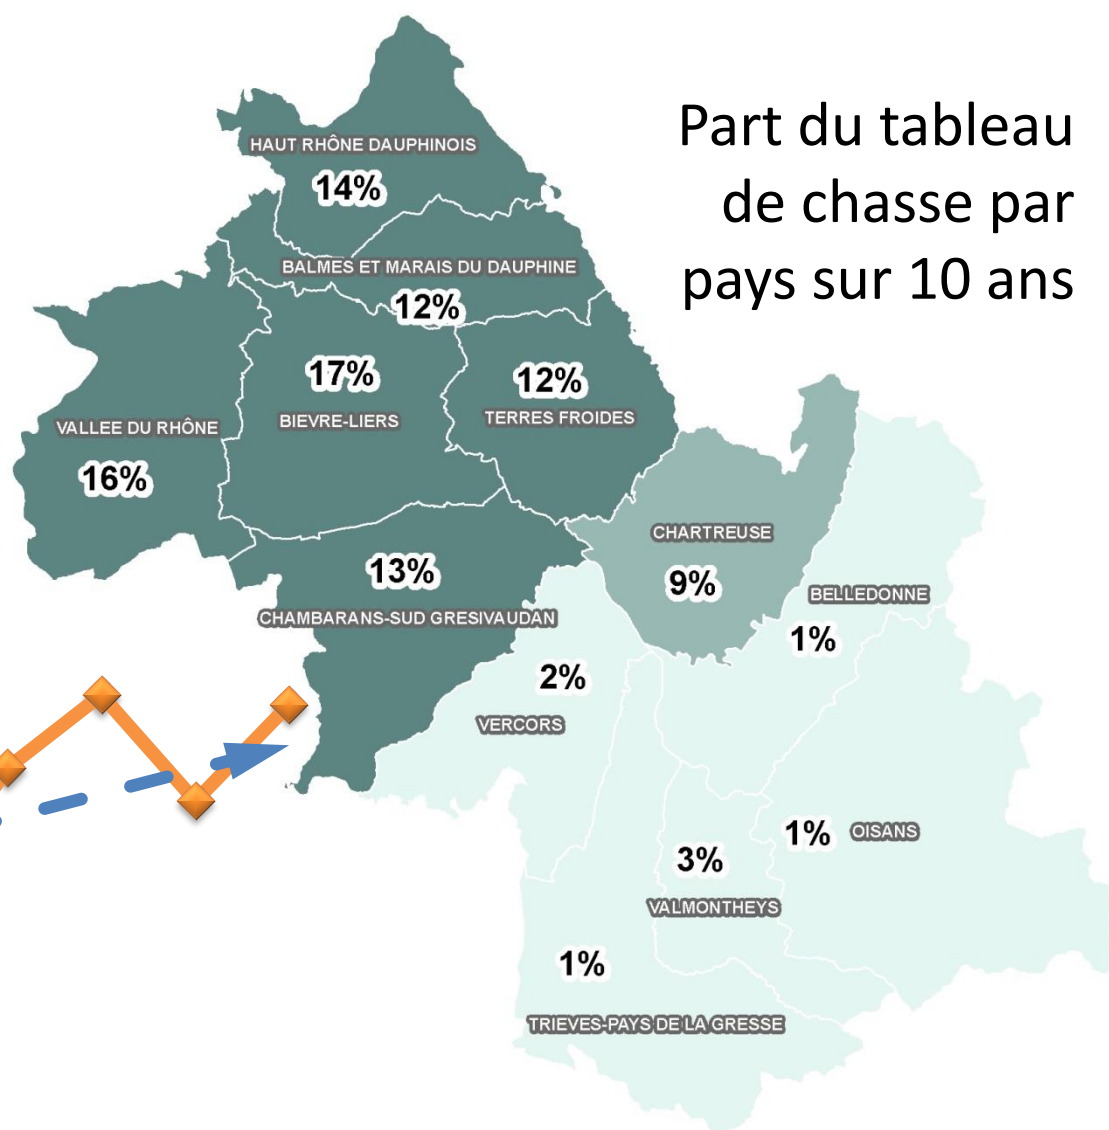 Part du tableau
de chasse par
pays sur 10 ans
HAUT RHÔNE DAUPHINOIS
14%
BALMES ET MARAIS DU DAUPHINE
12%
17%
BIEVRE-LIERS
12%
TERRES FROIDES
VALLEE DU RHÔNE
16%
CHARTREUSE
9%
13%
CHAMBARANS-SUD GRESIVAUDAN
BELLEDONNE
1%
2%
VERCORS
1% OISANS
3%
VALMONTHEYS
1%
TRIEVES-PAYS DE LA GRESSE